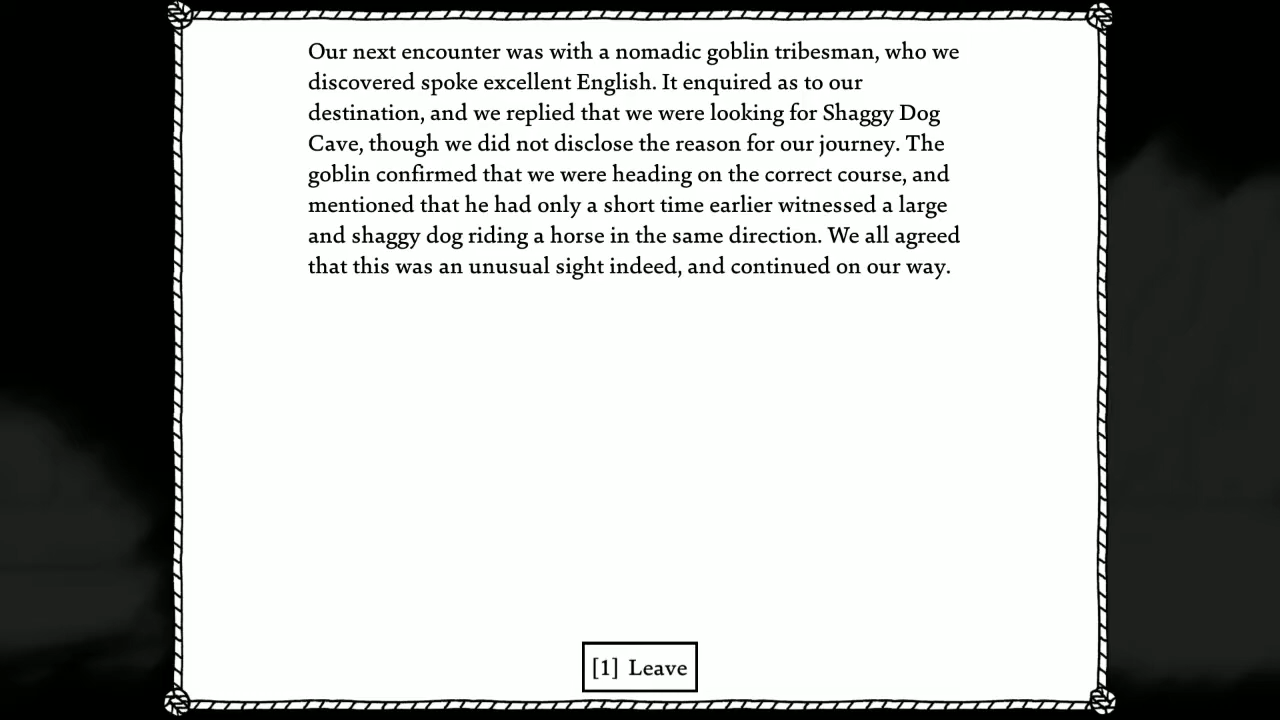 Our next encounter was with a nomadic goblin tribesman, who we
discovered spoke excellent English. It enquired as to our
destination, and we replied that we were looking for Shaggy Dog
Cave, though we did not disclose the reason for our journey. The
goblin confirmed that we were heading on the correct course, and
mentioned that he had only a short time earlier witnessed a large
and shaggy dog riding a horse in the same direction. We all agreed
that this was an unusual sight indeed, and continued on our way.
[1] Leave